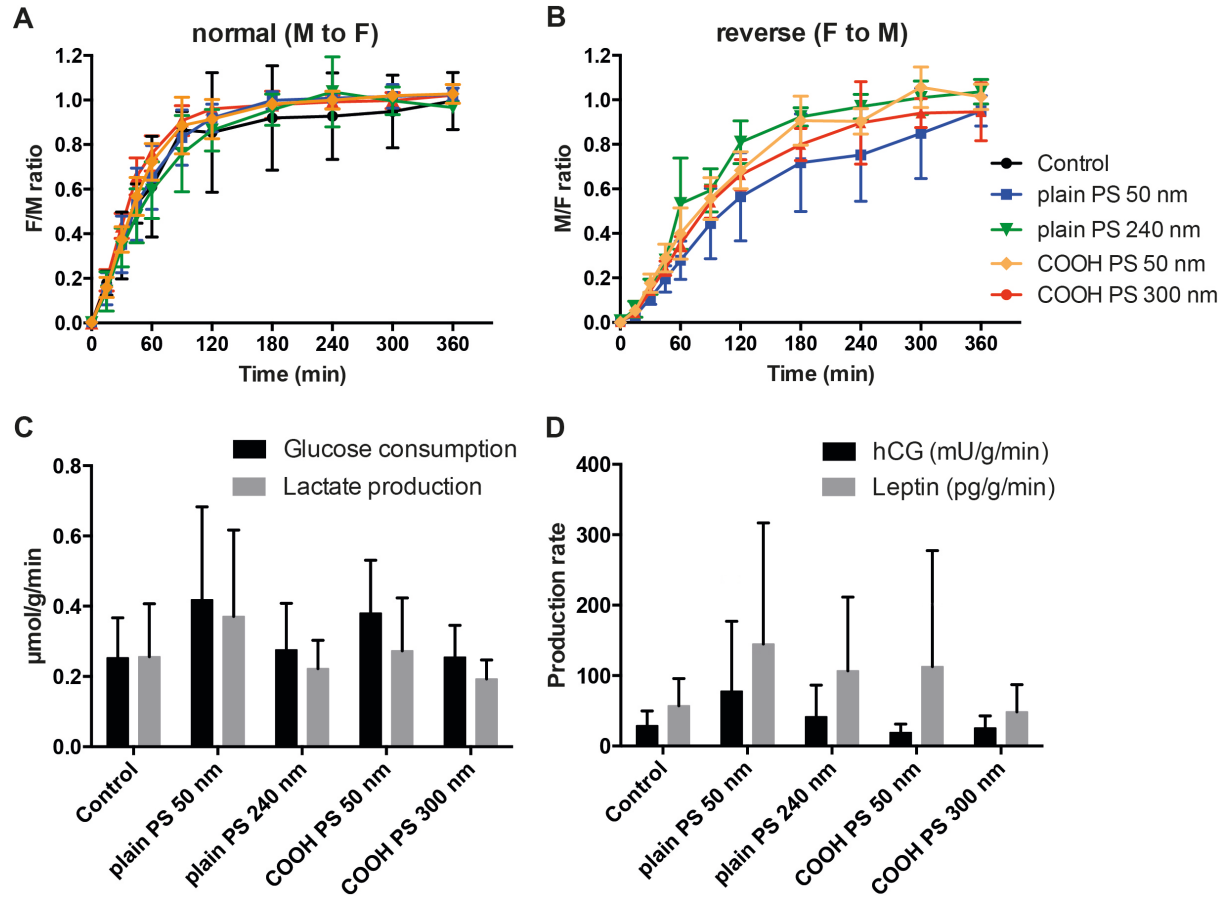 A
normal (M to F)
F/M ratio
1.2
1.0
0.8
0.6
0.4
0.2
0.0
0
60
120
180
240
300
360
Time (min)
B
reverse (F to M)
M/F ratio
1.2
1.0
0.8
0.6
0.4
0.2
0.0
0
60
120
180
240
300
360
Time (min)
Control
plain PS 50 nm
plain PS 240 nm
COOH PS 50 nm
COOH PS 300 nm
C
Glucose consumption
Lactate production
µmol/g/min
0.8
0.6
0.4
0.2
0.0
Control
plain PS 50 nm
plain PS 240 nm
COOH PS 50 nm
COOH PS 300 nm
D
hCG (mU/g/min)
Leptin (pg/g/min)
Production rate
400
300
200
100
0
Control
plain PS 50 nm
plain PS 240 nm
COOH PS 50 nm
COOH PS 300 nm